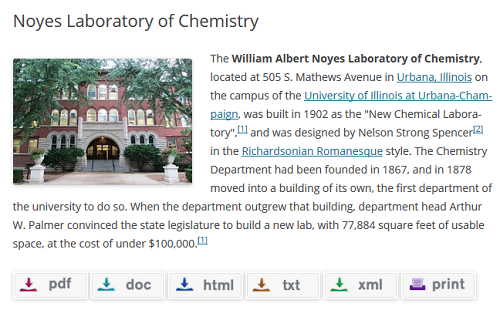 Noyes Laboratory of Chemistry
The William Albert Noyes Laboratory of Chemistry,
located at 505 S. Mathews Avenue in Urbana, Illinois on
the campus of the University of Illinois at Urbana-Cham-
paign, was built in 1902 as the "New Chemical Labora-
tory",[1] and was designed by Nelson Strong Spencer[2]
in the Richardsonian Romanesque style. The Chemistry
Department had been founded in 1867, and in 1878
moved into a building of its own, the first department of
the university to do so. When the department outgrew that building, department head Arthur
W. Palmer convinced the state legislature to build a new lab, with 77,884 square feet of usable
space, at the cost of under $100,000.[1]
pdf doc html txt xml print